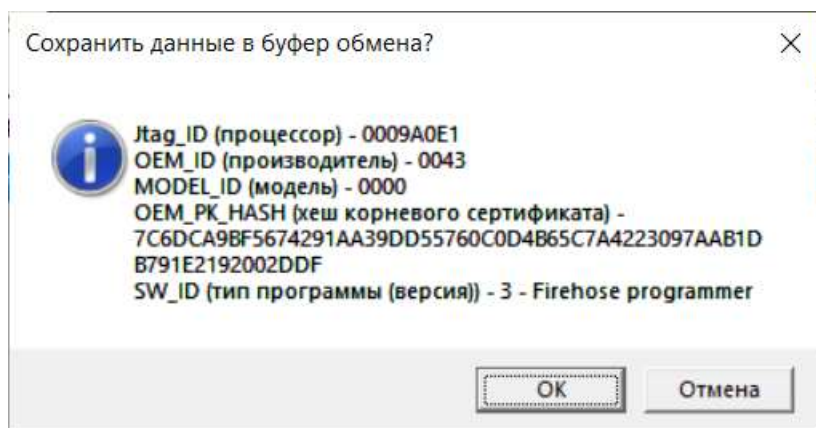 Сохранить данные в буфер обмена?
Jtag_ID (процессор) - 0009A0E1
OEM_ID (производитель) - 0043
MODEL_ID (модель) - 0000
OEM_PK_HASH (хеш корневого сертификата) -
7C6DCA9BF5674291AA39DD55760C0D4B65C7A4223097AAB1D
B791E2192002DDF
SW_ID (тип программы (версия)) - 3 - Firehose programmer
OK
Отмена